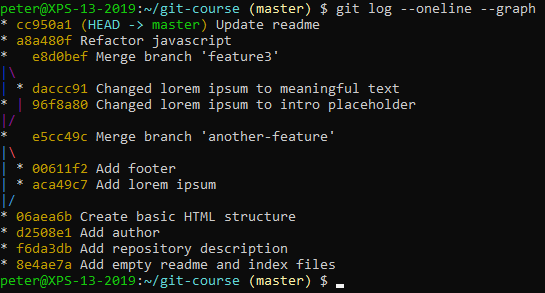 peter@XPS-13-2019:~/git-course (master) $ git log --oneline --graph
* cc950a1 (HEAD -> master) Update readme
* a8a480f Refactor javascript
*   e8d0bef Merge branch 'feature3'
|\
| * daccc91 Changed lorem ipsum to meaningful text
* | 96f8a80 Changed lorem ipsum to intro placeholder
|/
*   e5cc49c Merge branch 'another-feature'
|\
| * 00611f2 Add footer
| * aca49c7 Add lorem ipsum
|/
* 06aea6b Create basic HTML structure
* d2508e1 Add author
* f6da3db Add repository description
* 8e4ae7a Add empty readme and index files
peter@XPS-13-2019:~/git-course (master) $